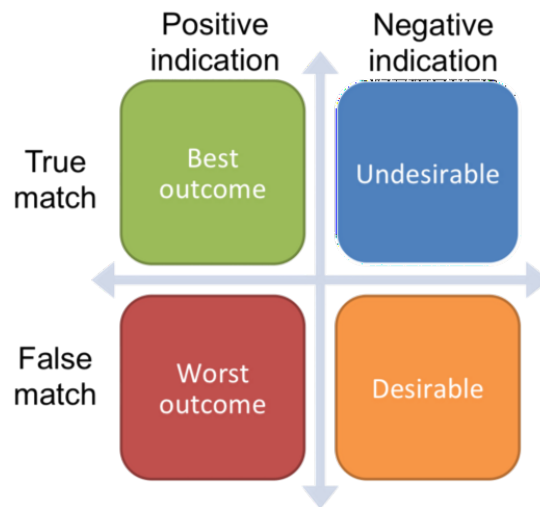 Positive
indication
Negative
indication
True
match
Best
outcome
Undesirable
False
match
Worst
outcome
Desirable